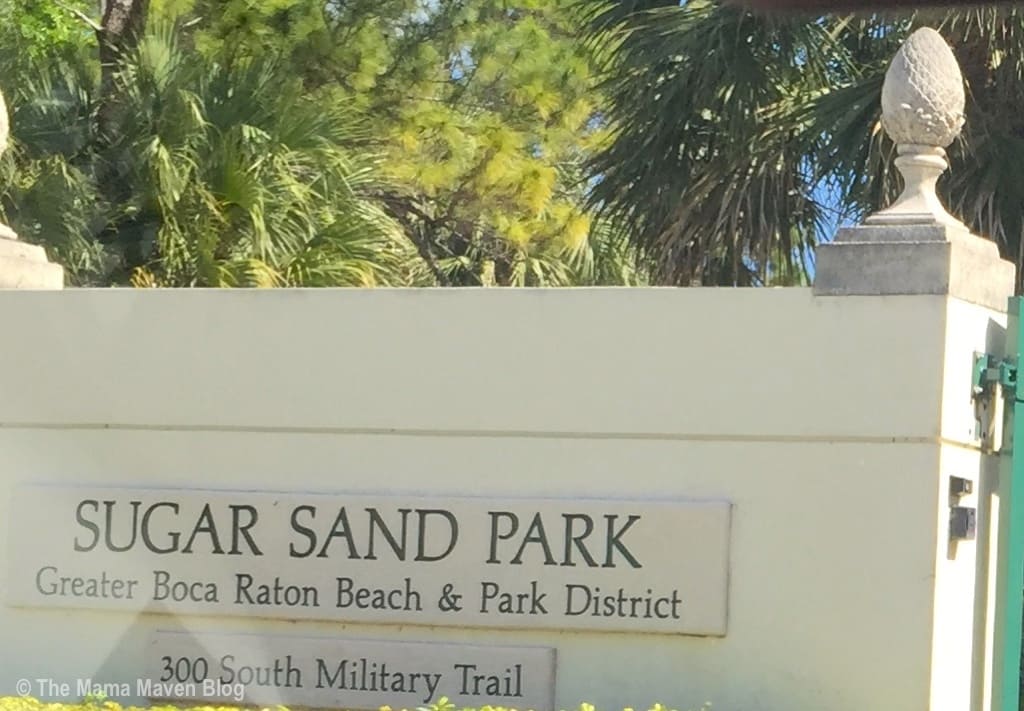 SUGAR SAND PARK
Greater Boca Raton Beach & Park District
300 South Military Trail
© The Mama Maven Blog